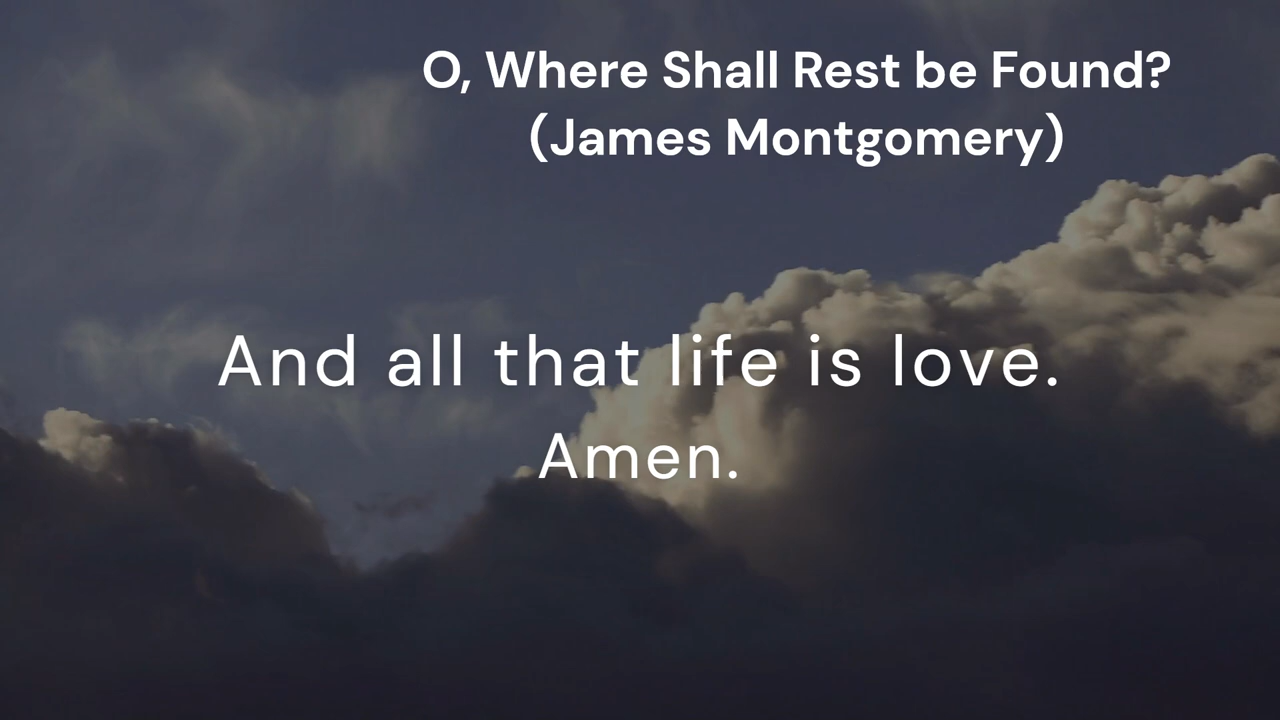 O, Where Shall Rest be Found?
(James Montgomery)
And all that life is love.
Amen.